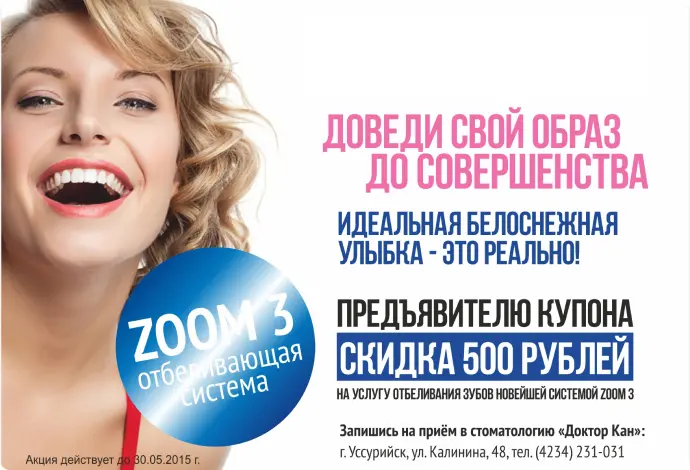 ДОВЕДИ СВОЙ ОБРАЗ
ДО СОВЕРШЕНСТВА
ИДЕАЛЬНАЯ БЕЛОСНЕЖНАЯ
УЛЫБКА - ЭТО РЕАЛЬНО!
ZOOM 3
отбеливающая
система
ПРЕДЪЯВИТЕЛЮ КУПОНА
СКИДКА 500 РУБЛЕЙ
НА УСЛУГУ ОТБЕЛИВАНИЯ ЗУБОВ НОВЕЙШЕЙ СИСТЕМОЙ ZOOM 3
Запишись на приём в стоматологию «Доктор Кан»:
г. Уссурийск, ул. Калинина, 48, тел. (4234) 231-031
Акция действует до 30.05.2015 г.